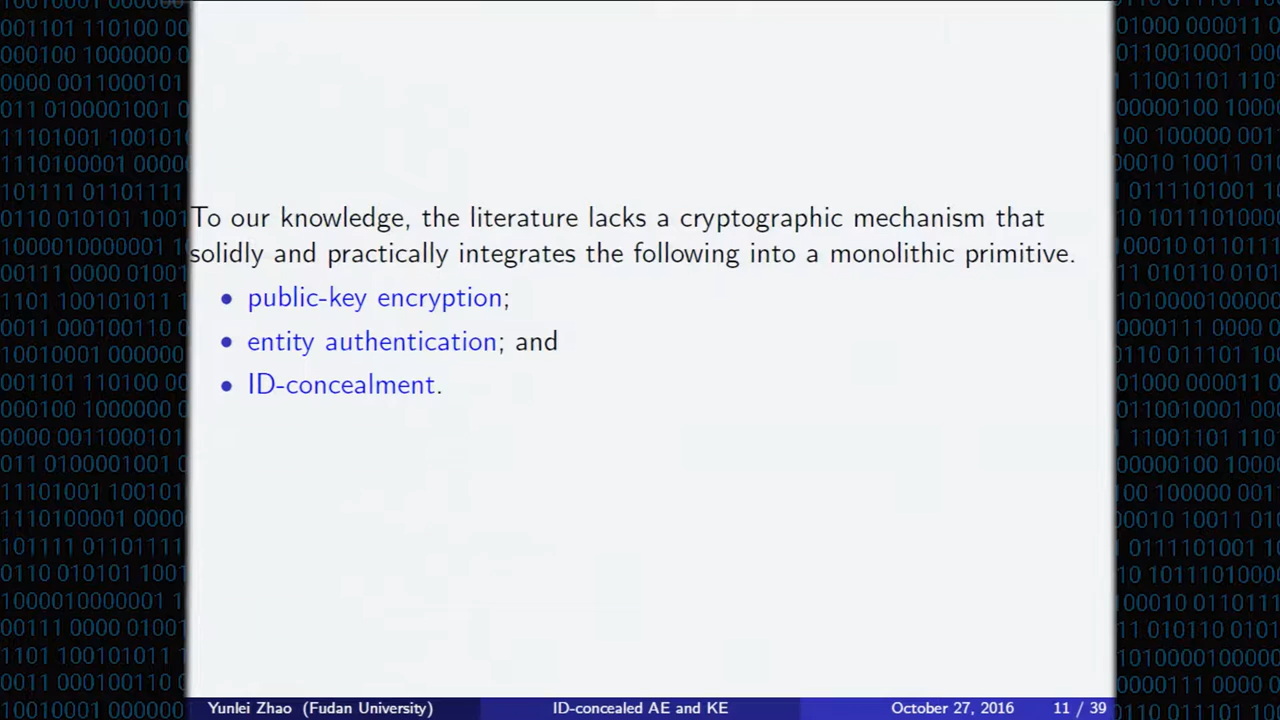 To our knowledge, the literature lacks a cryptographic mechanism that
solidly and practically integrates the following into a monolithic primitive.
• public-key encryption;
• entity authentication; and
• ID-concealment.
Yunlei Zhao (Fudan University) ID-concealed AE and KE October 27, 2016 11 / 39